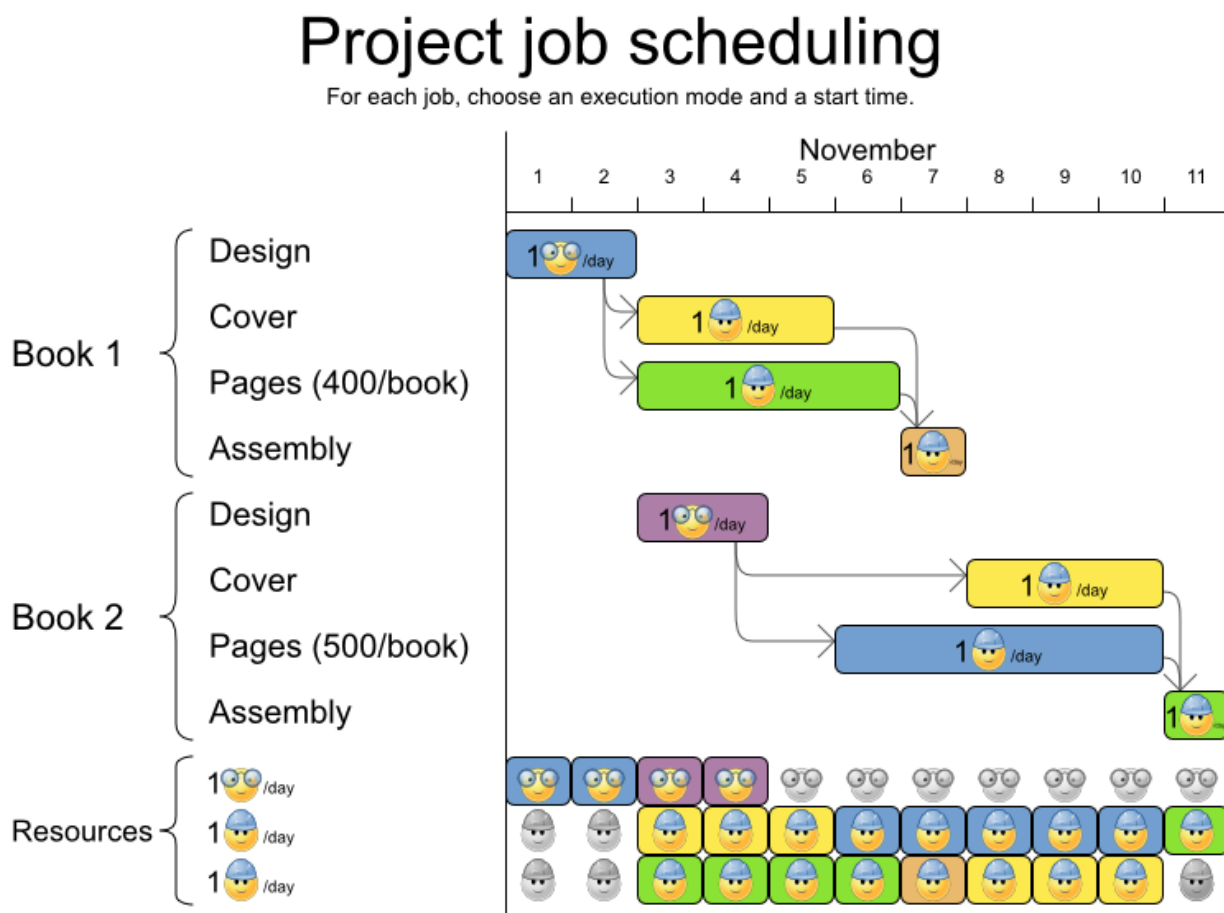 Project job scheduling
For each job, choose an execution mode and a start time.
November
1 2 3 4 5 6 7 8 9 10 11
Book 1
Design
1 /day
Cover
1 /day
Pages (400/book)
1 /day
Assembly
1 /day
Book 2
Design
1 /day
Cover
1 /day
Pages (500/book)
1 /day
Assembly
1
Resources
1 /day
1 /day
1 /day